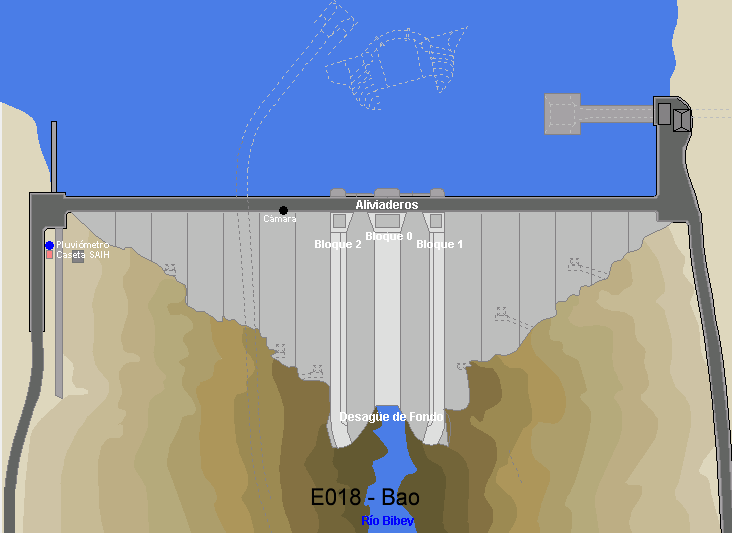 Aliviaderos
Cámara
Bloque 0
Bloque 2
Bloque 1
Pluviómetro
Caseta SAIH
Desagüe de Fondo
E018 - Bao
Río Bibey